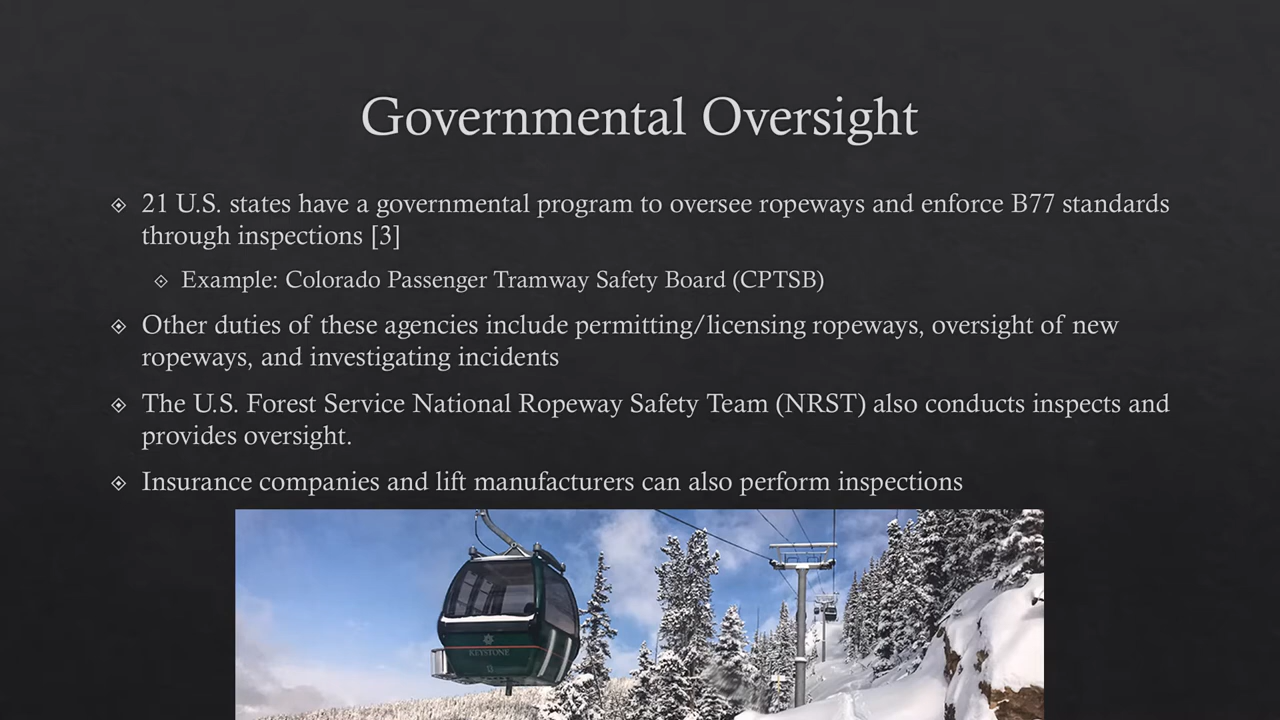 Governmental Oversight
21 U.S. states have a governmental program to oversee ropeways and enforce B77 standards
through inspections [3]
Example: Colorado Passenger Tramway Safety Board (CPTSB)
Other duties of these agencies include permitting/licensing ropeways, oversight of new
ropeways, and investigating incidents
The U.S. Forest Service National Ropeway Safety Team (NRST) also conducts inspects and
provides oversight.
Insurance companies and lift manufacturers can also perform inspections
KEYSTONE